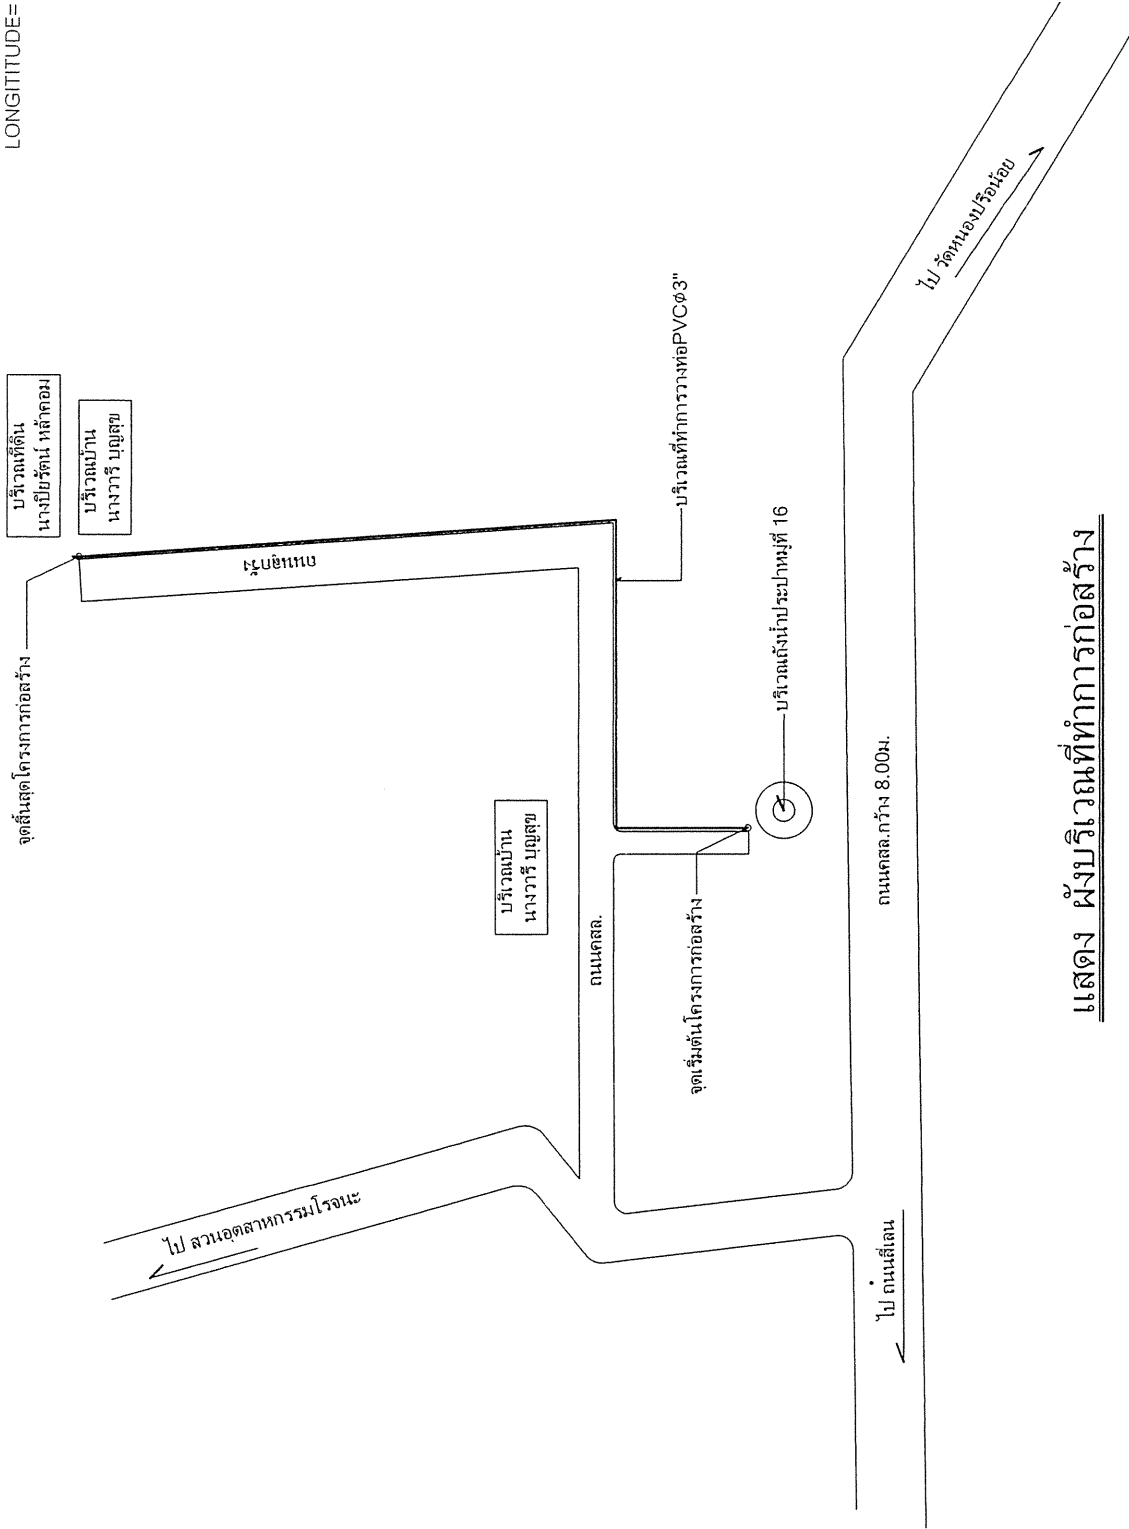 LONGITITUDE=
บริเวณที่ดิน
นางปิยรัตน์ หล้าคอม
บริเวณบ้าน
นางวารี บุญสุข
จุดสิ้นสุดโครงการก่อสร้าง
ถนนลูกรัง
บริเวณที่ทำการวางท่อPVC⌀3"
บริเวณถังน้ำประปาหมู่ที่ 16
บริเวณบ้าน
นางวารี บุญสุข
ถนนคสล.
จุดเริ่มต้นโครงการก่อสร้าง
ถนนคสล.กว้าง 8.00ม.
ไป วัดหนองปรือน้อย
ไป สวนอุตสาหกรรมโรจนะ
ไป ถนนสี่เลน
แสดง ผังบริเวณที่ทำการก่อสร้าง